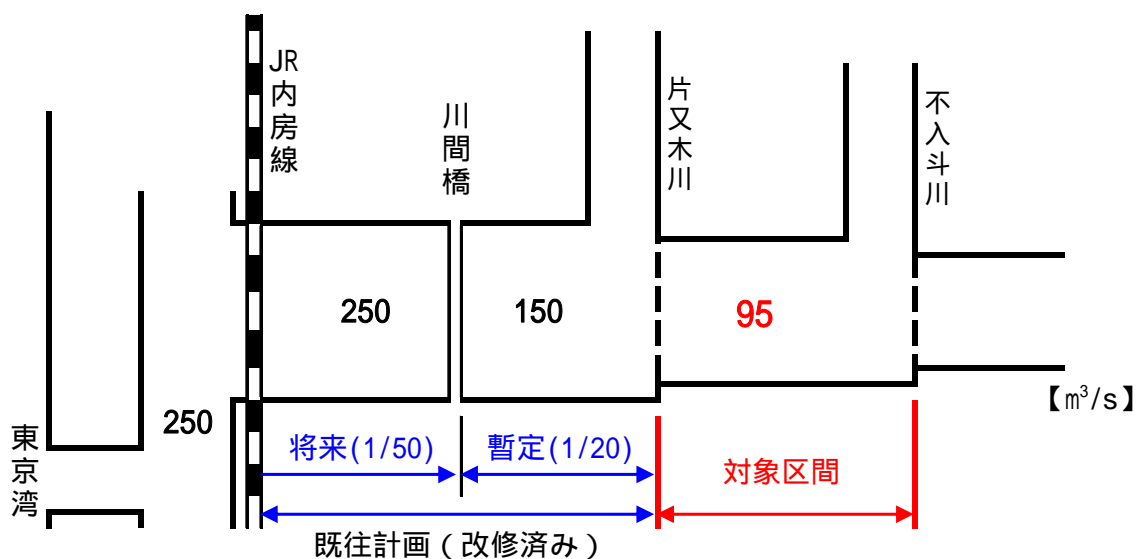 JR内房線
川間橋
片又木川
不入斗川
250
150
95
250
【m³/s】
東京湾
将来(1/50)
暫定(1/20)
対象区間
既往計画（改修済み）